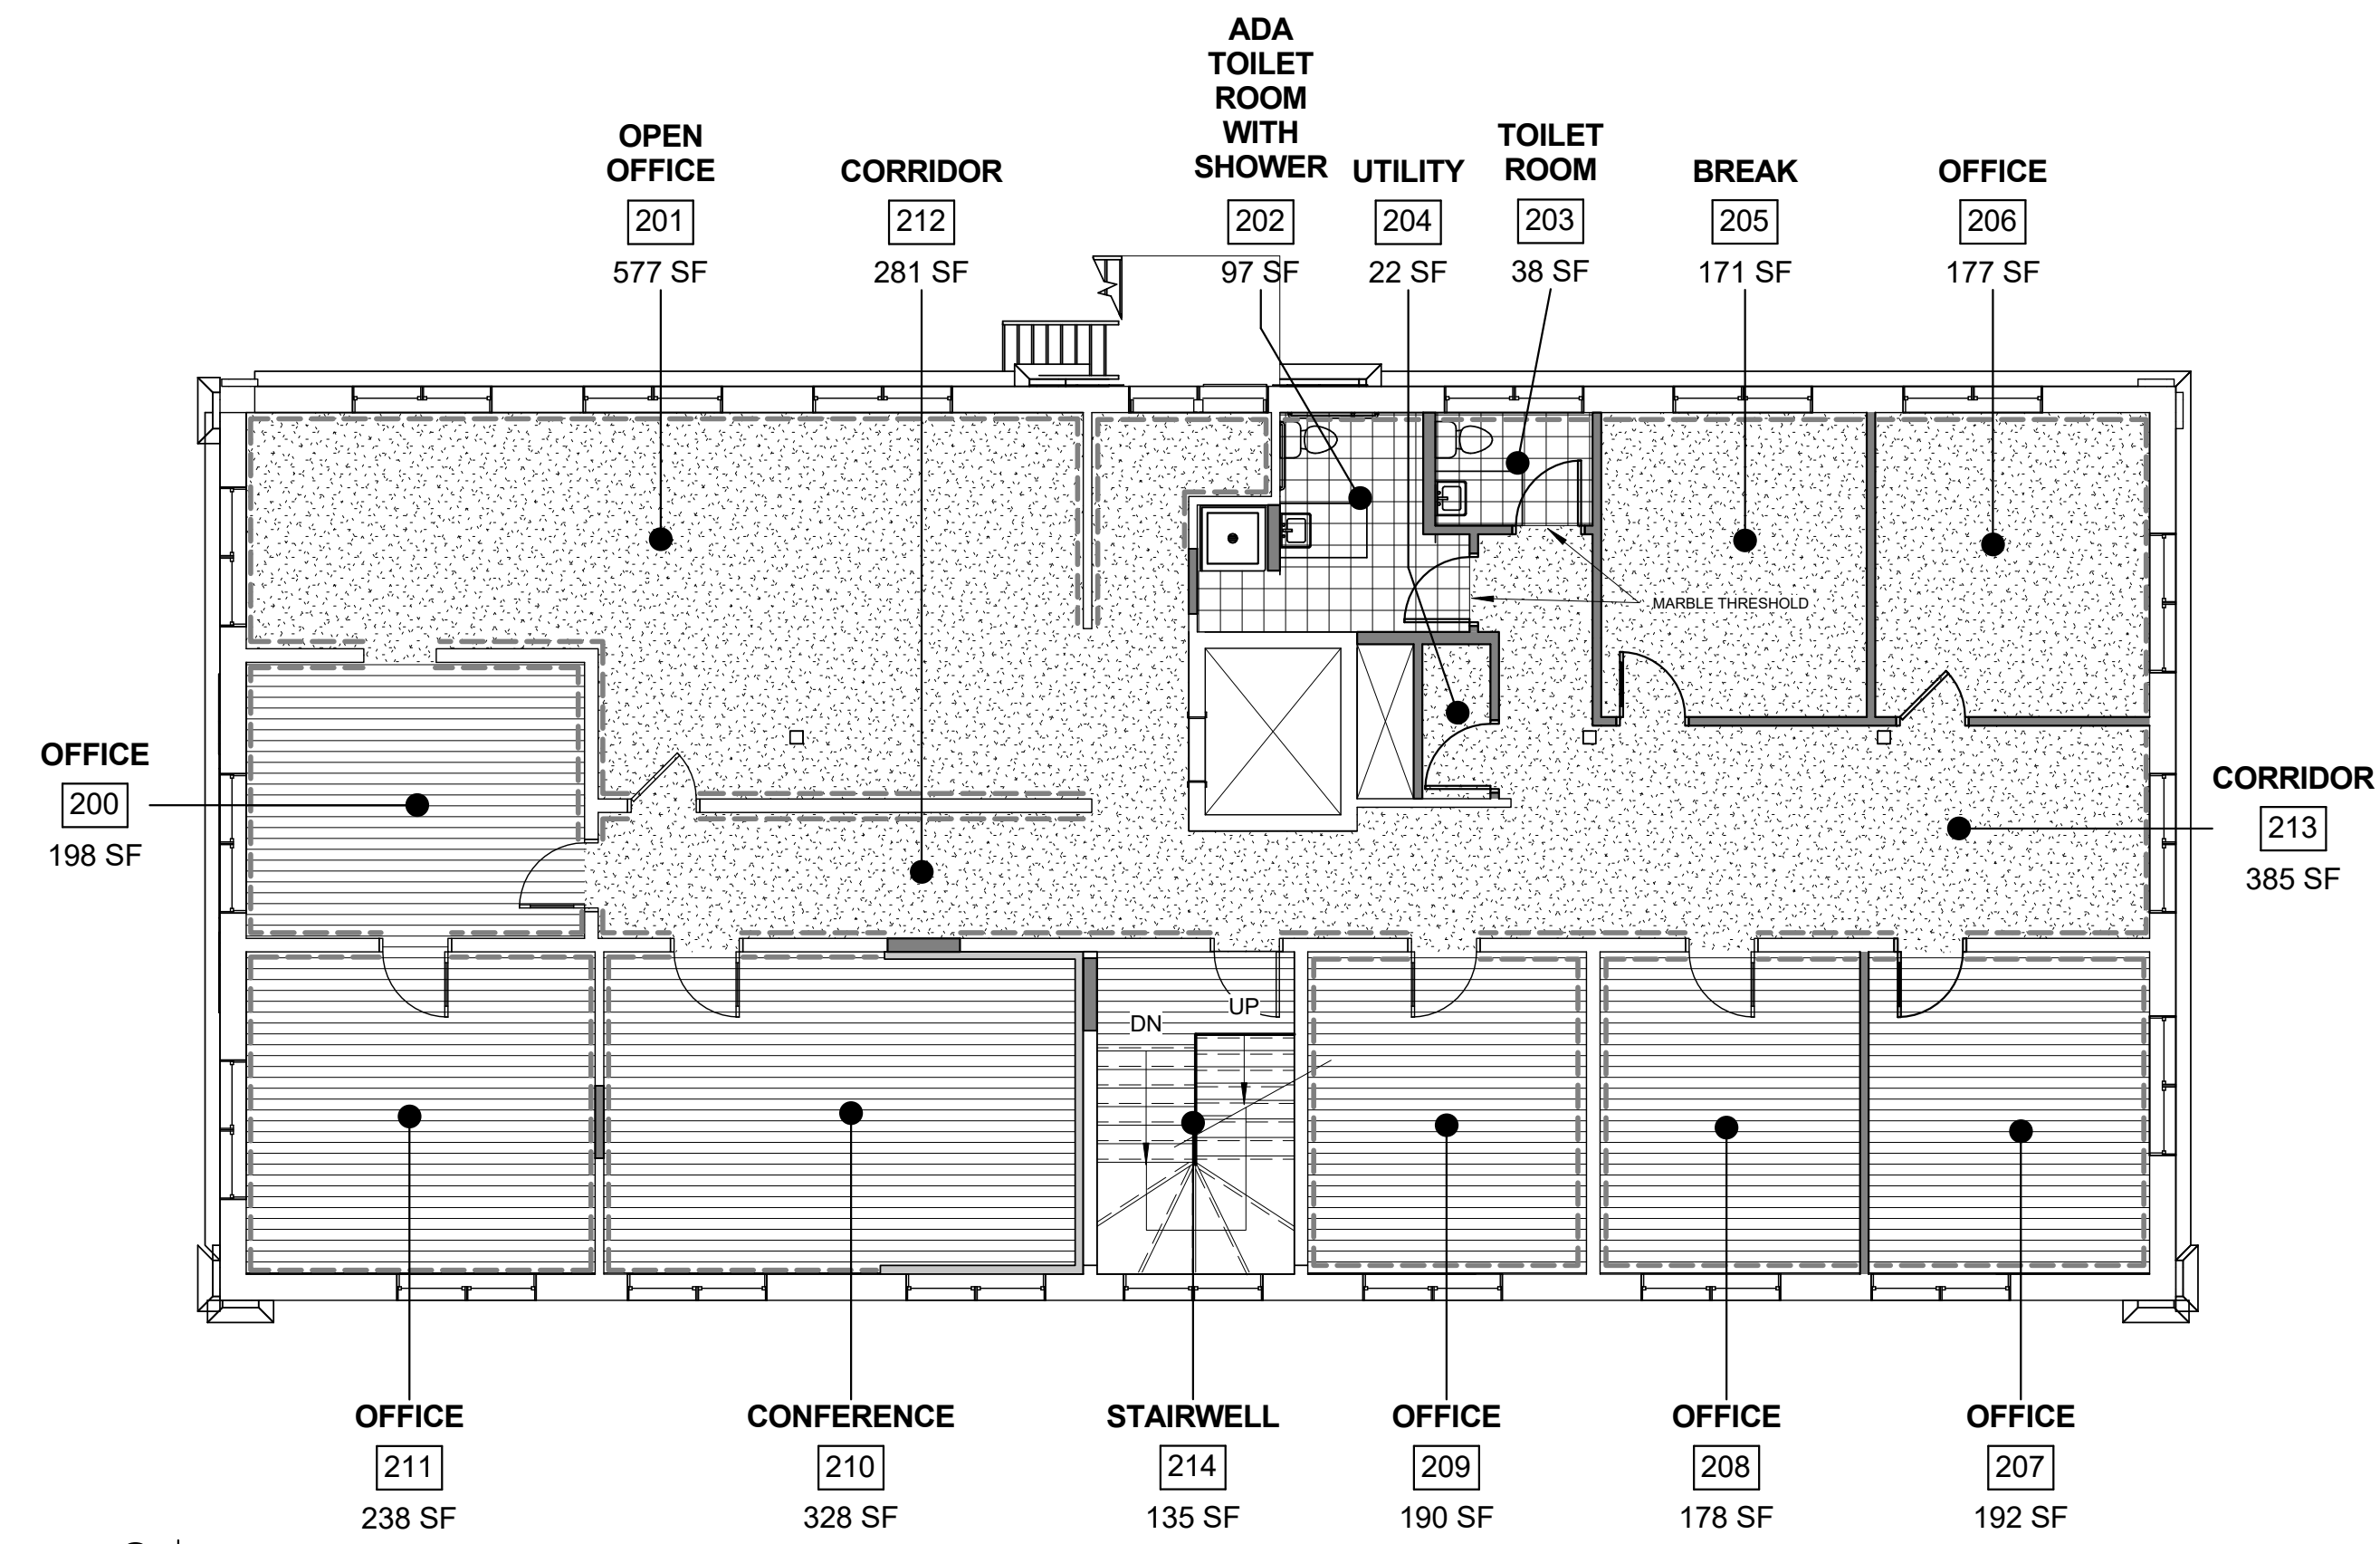 ADA
TOILET
ROOM
WITH
SHOWER
202
97 SF
OPEN
OFFICE
201
577 SF
CORRIDOR
212
281 SF
UTILITY
204
22 SF
TOILET
ROOM
203
38 SF
BREAK
205
171 SF
OFFICE
206
177 SF
MARBLE THRESHOLD
OFFICE
200
198 SF
CORRIDOR
213
385 SF
UP
DN
OFFICE
211
238 SF
CONFERENCE
210
328 SF
STAIRWELL
214
135 SF
OFFICE
209
190 SF
OFFICE
208
178 SF
OFFICE
207
192 SF